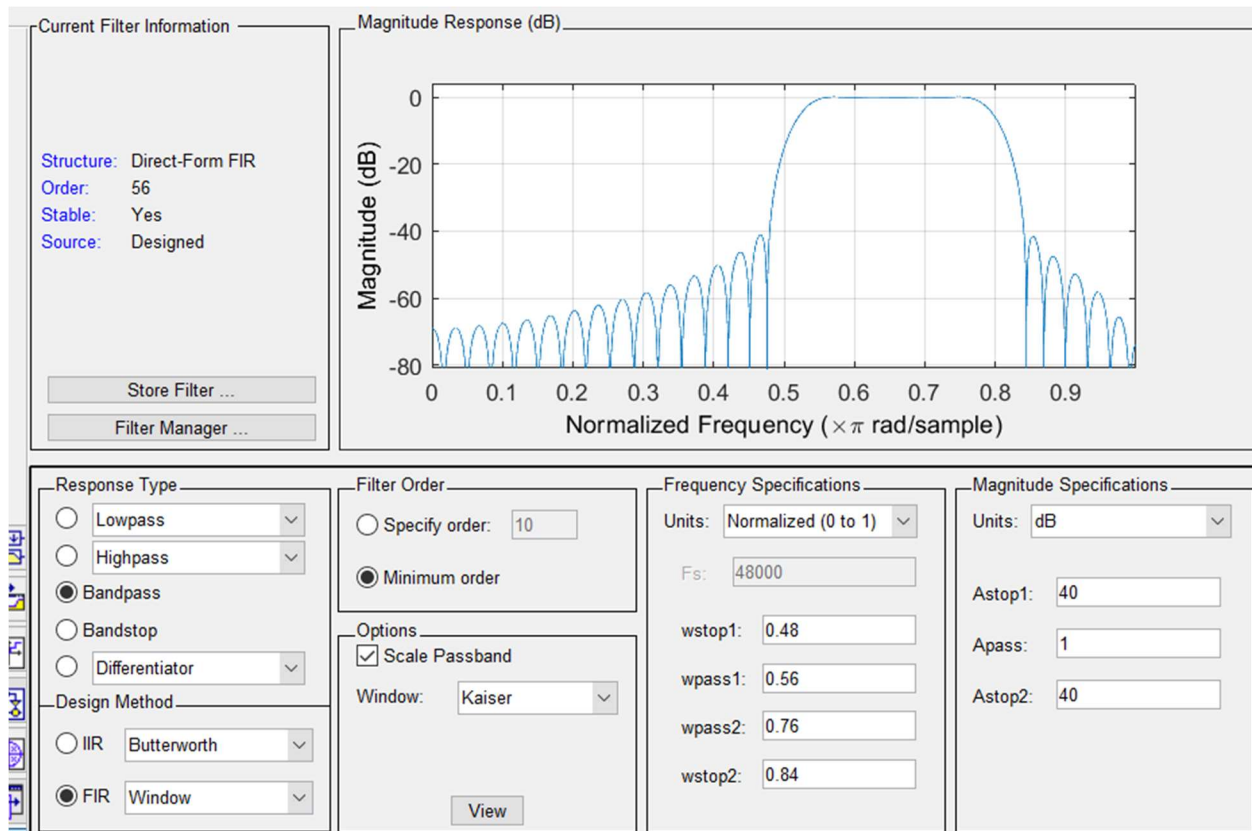 Current Filter Information
Structure: Direct-Form FIR
Order: 56
Stable: Yes
Source: Designed
Store Filter ...
Filter Manager ...
Magnitude Response (dB)
Magnitude (dB)
0
-20
-40
-60
-80
0 0.1 0.2 0.3 0.4 0.5 0.6 0.7 0.8 0.9
Normalized Frequency (×π rad/sample)
Response Type
Lowpass
Highpass
Bandpass
Bandstop
Differentiator
Design Method
IIR Butterworth
FIR Window
Filter Order
Specify order: 10
Minimum order
Options
Scale Passband
Window: Kaiser
View
Frequency Specifications
Units: Normalized (0 to 1)
Fs: 48000
wstop1: 0.48
wpass1: 0.56
wpass2: 0.76
wstop2: 0.84
Magnitude Specifications
Units: dB
Astop1: 40
Apass: 1
Astop2: 40